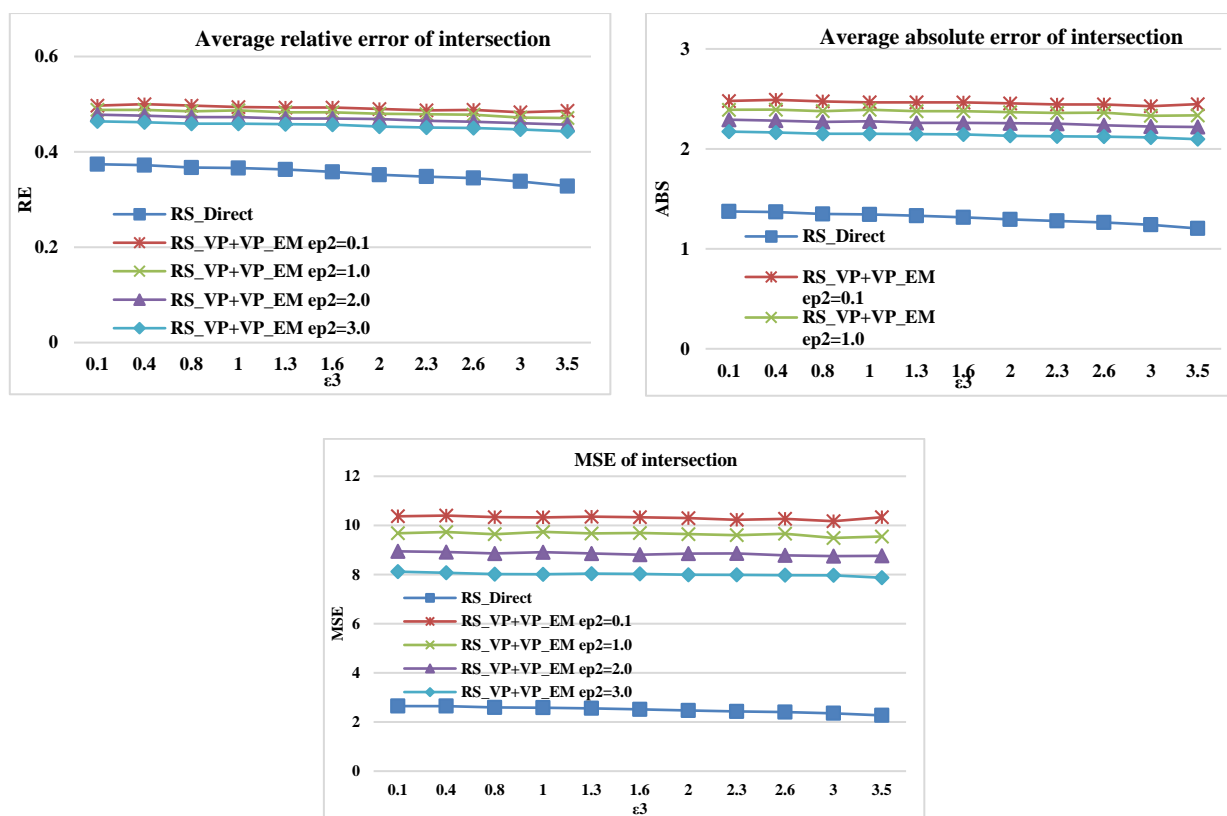 Average relative error of intersection
0.6
0.4
0.2
0
RE
RS_Direct
RS_VP+VP_EM ep2=0.1
RS_VP+VP_EM ep2=1.0
RS_VP+VP_EM ep2=2.0
RS_VP+VP_EM ep2=3.0
0.1 0.4 0.8 1 1.3 1.6 2 2.3 2.6 3 3.5
ε3
Average absolute error of intersection
3
2
1
0
ABS
RS_Direct
RS_VP+VP_EM
ep2=0.1
RS_VP+VP_EM
ep2=1.0
0.1 0.4 0.8 1 1.3 1.6 2 2.3 2.6 3 3.5
ε3
MSE of intersection
12
10
8
6
4
2
0
MSE
RS_Direct
RS_VP+VP_EM ep2=0.1
RS_VP+VP_EM ep2=1.0
RS_VP+VP_EM ep2=2.0
RS_VP+VP_EM ep2=3.0
0.1 0.4 0.8 1 1.3 1.6 2 2.3 2.6 3 3.5
ε3